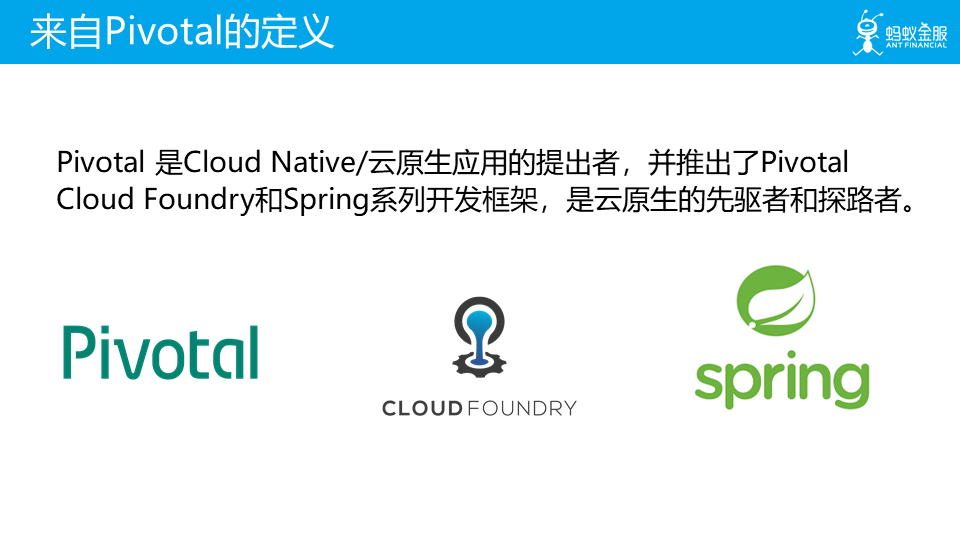 来自Pivotal的定义
蚂蚁金服
ANT FINANCIAL
Pivotal 是Cloud Native/云原生应用的提出者，并推出了Pivotal
Cloud Foundry和Spring系列开发框架，是云原生的先驱者和探路者。
Pivotal
CLOUD FOUNDRY
spring